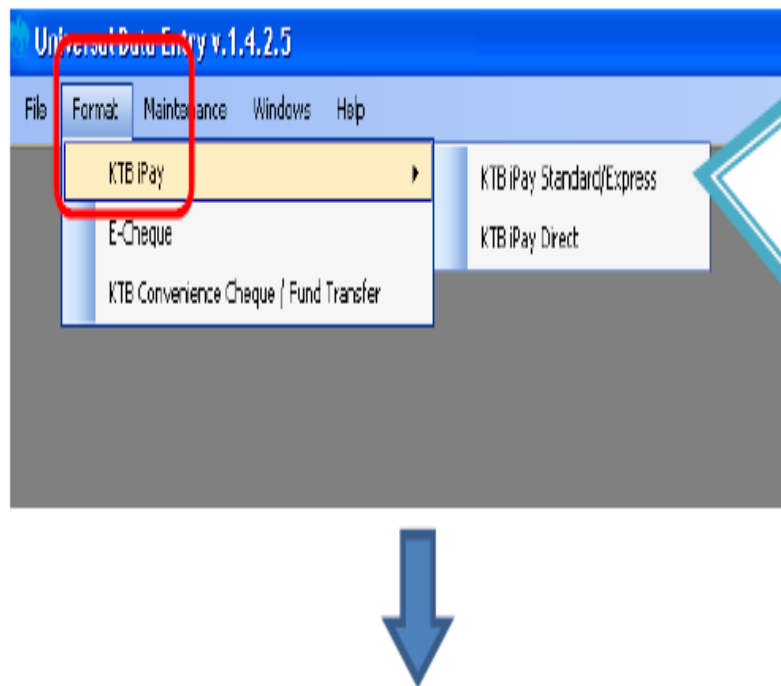 Universal Data Entry v.1.4.2.5
File Format Maintenance Windows Help
KTB iPay
KTB iPay Standard/Express
E-Cheque
KTB iPay Direct
KTB Convenience Cheque / Fund Transfer